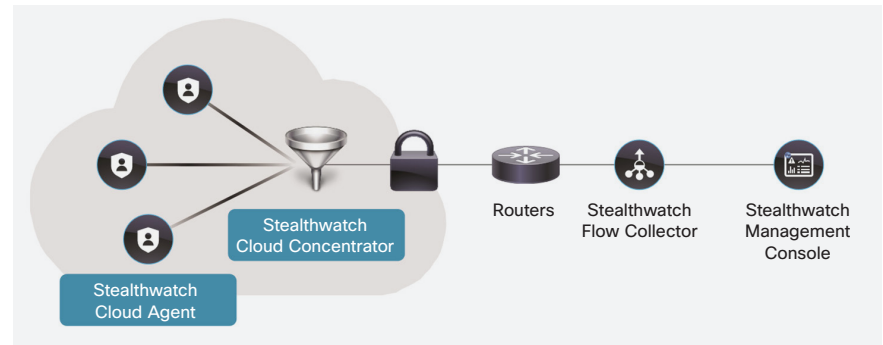 Stealthwatch
Cloud Concentrator
Stealthwatch
Cloud Agent
Routers
Stealthwatch
Flow Collector
Stealthwatch
Management
Console